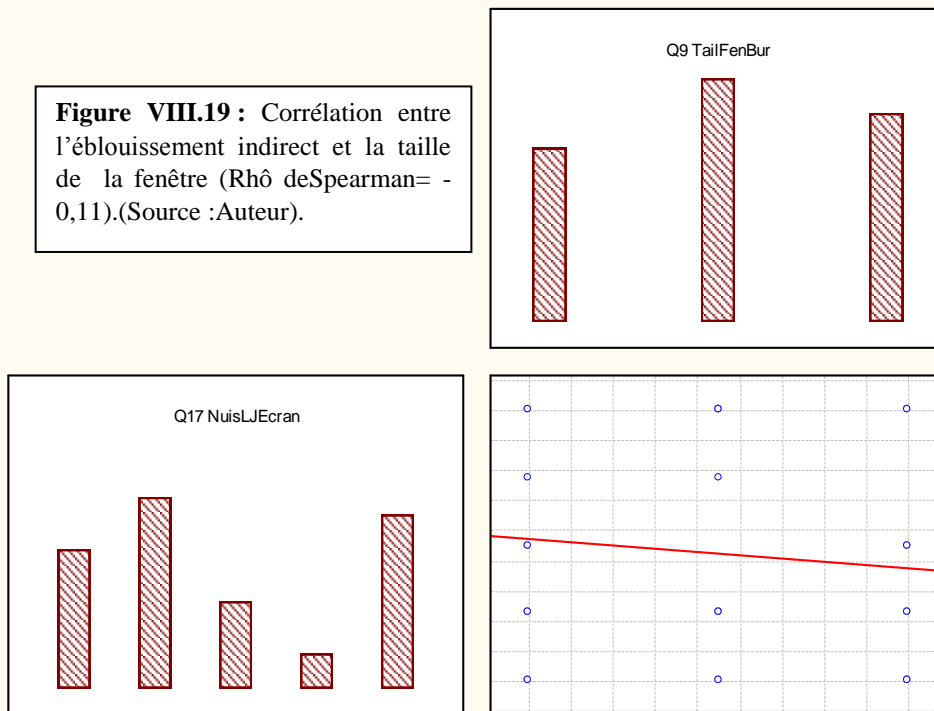 Q9 TailFenBur
Figure VIII.19 : Corrélation entre
l’éblouissement indirect et la taille
de la fenêtre (Rhô deSpearman= -
0,11).(Source :Auteur).
Q17 NuisLJEcran